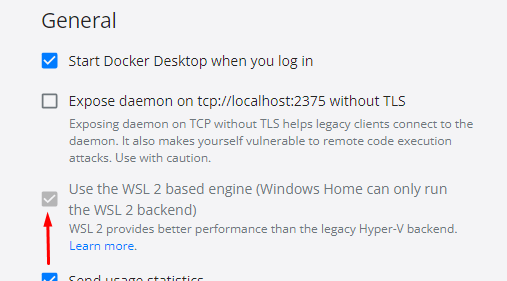 General
Start Docker Desktop when you log in
Expose daemon on tcp://localhost:2375 without TLS
Exposing daemon on TCP without TLS helps legacy clients connect to the
daemon. It also makes yourself vulnerable to remote code execution
attacks. Use with caution.
Use the WSL 2 based engine (Windows Home can only run
the WSL 2 backend)
WSL 2 provides better performance than the legacy Hyper-V backend.
Learn more.
Send usage statistics